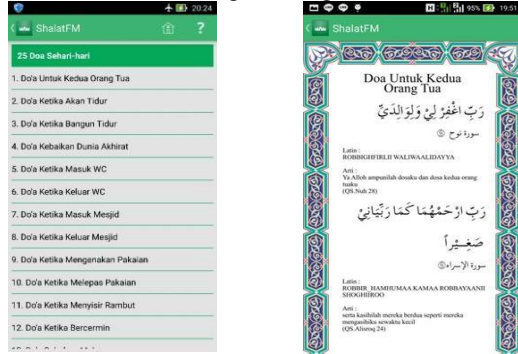 20:24
ShalatFM
?
25 Doa Sehari-hari
1. Do'a Untuk Kedua Orang Tua
2. Do'a Ketika Akan Tidur
3. Do'a Ketika Bangun Tidur
4. Do'a Kebaikan Dunia Akhirat
5. Do'a Ketika Masuk WC
6. Do'a Ketika Keluar WC
7. Do'a Ketika Masuk Mesjid
8. Do'a Ketika Keluar Mesjid
9. Do'a Ketika Mengenakan Pakaian
10. Do'a Ketika Melepas Pakaian
11. Do'a Ketika Menyisir Rambut
12. Do'a Ketika Bercermin
95% 19:51
ShalatFM
Doa Untuk Kedua
Orang Tua
رَبِّ اغْفِرْ لِيْ وَلِوَالِدَيَّ
سورة نوح
Latin :
ROBBIGHFIRLII WALIWAALIDAYYA
Arti :
Ya Alloh ampunilah dosaku dan dosa kedua orang
tuaku
(QS.Nuh 28)
رَبِّ ارْحَمْهُمَا كَمَا رَبَّيَانِيْ
صَغِيْراً
سورة الإسراء
Latin :
ROBBIR_HAMHUMAA KAMAA ROBBAYAANII
SHOGHIIROO
Arti :
serta kasihilah mereka berdua seperti mereka
mengasihiku sewaktu kecil
(QS.Alisroq 24)